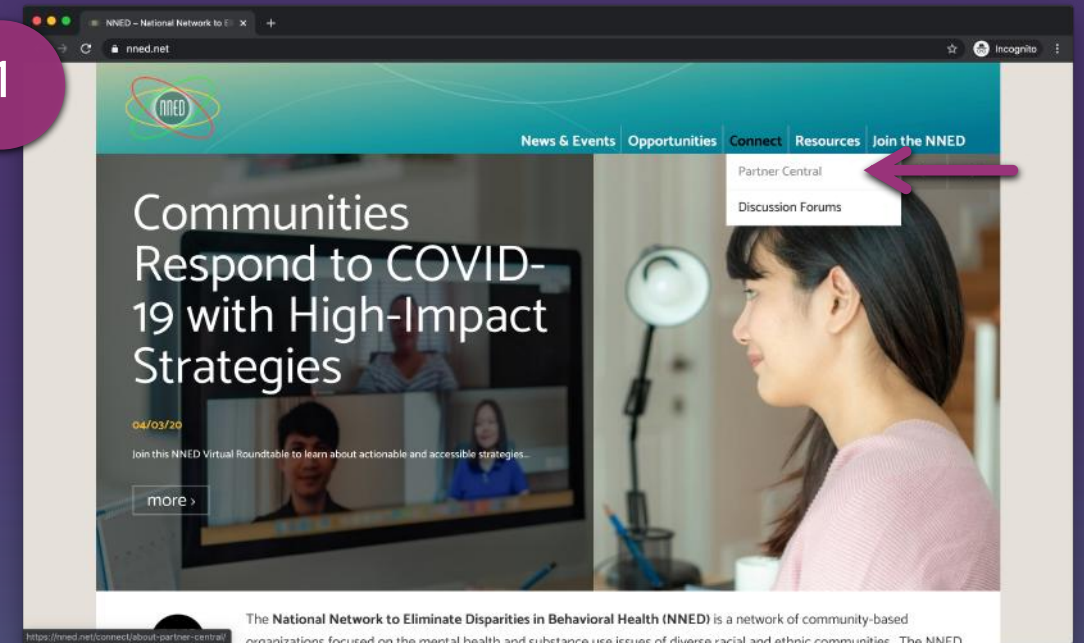 1
NNED – National Network to El
nned.net
Incognito
NNED
News & Events Opportunities Connect Resources Join the NNED
Partner Central
Discussion Forums
Communities
Respond to COVID-
19 with High-Impact
Strategies
04/03/20
Join this NNED Virtual Roundtable to learn about actionable and accessible strategies...
more ›
The National Network to Eliminate Disparities in Behavioral Health (NNED) is a network of community-based
organizations focused on the mental health and substance use issues of diverse racial and ethnic communities. The NNED
https://nned.net/connect/about-partner-central/